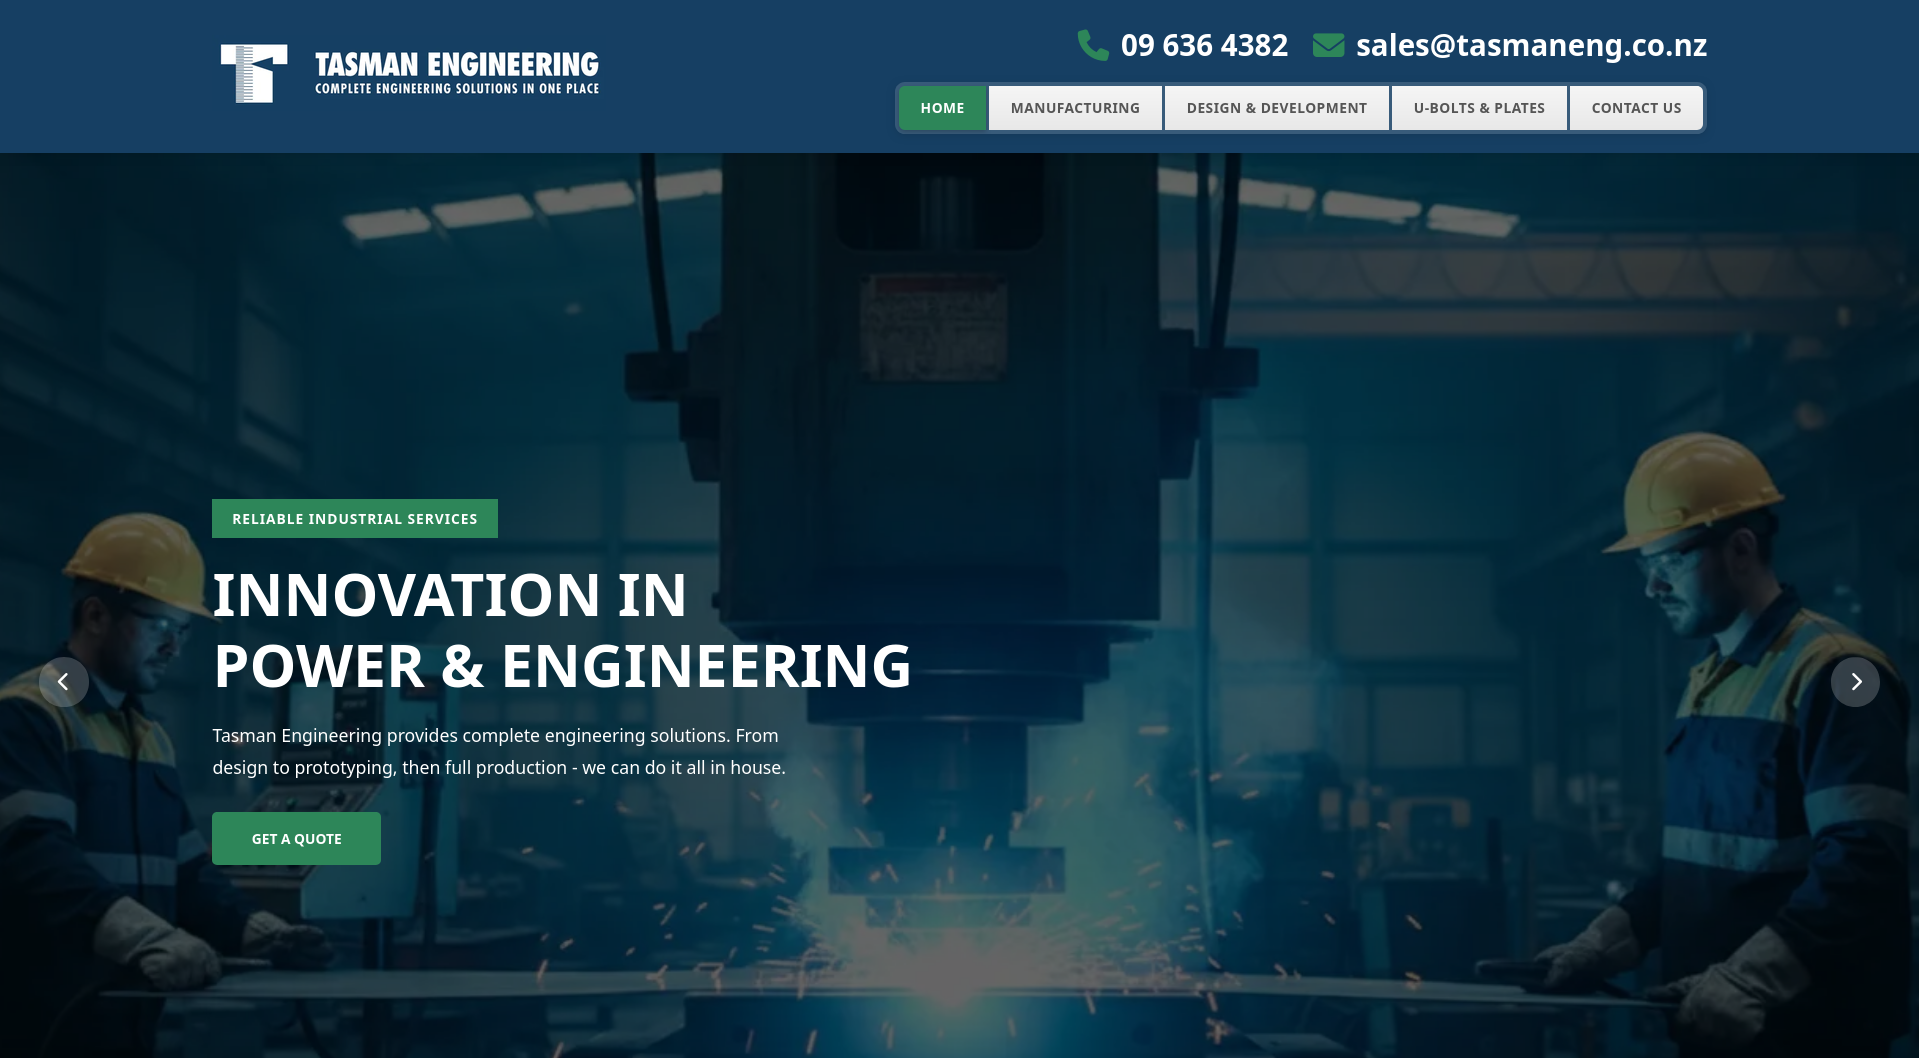 TASMAN ENGINEERING
COMPLETE ENGINEERING SOLUTIONS IN ONE PLACE
09 636 4382 sales@tasmaneng.co.nz
HOME MANUFACTURING DESIGN & DEVELOPMENT U-BOLTS & PLATES CONTACT US
RELIABLE INDUSTRIAL SERVICES
INNOVATION IN
POWER & ENGINEERING
Tasman Engineering provides complete engineering solutions. From
design to prototyping, then full production - we can do it all in house.
GET A QUOTE